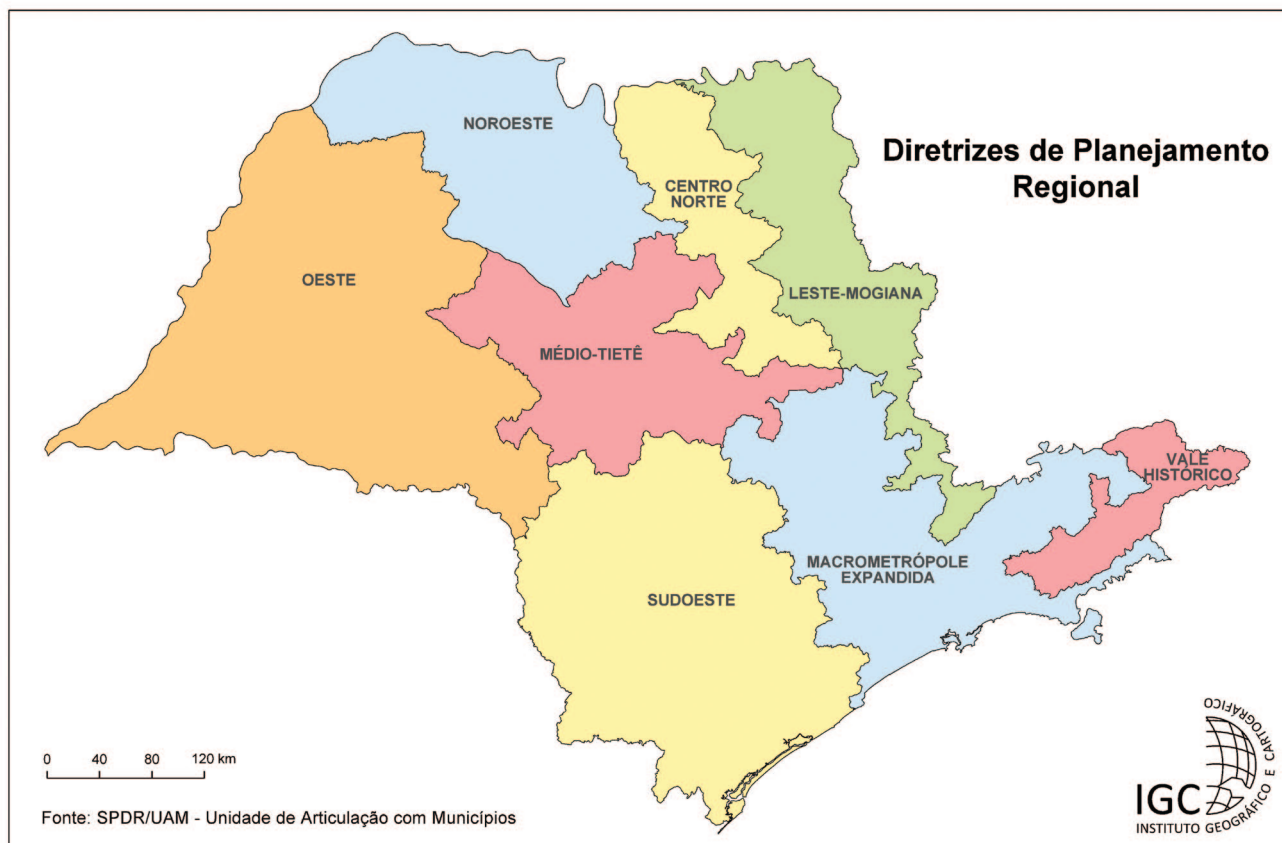 Diretrizes de Planejamento
Regional
NOROESTE
CENTRO
NORTE
OESTE
LESTE-MOGIANA
MÉDIO-TIETÊ
VALE
HISTÓRICO
MACROMETRÓPOLE
EXPANDIDA
SUDOESTE
0 40 80 120 km
Fonte: SPDR/UAM - Unidade de Articulação com Municípios
IGC
INSTITUTO GEOGRÁFICO E CARTOGRÁFICO